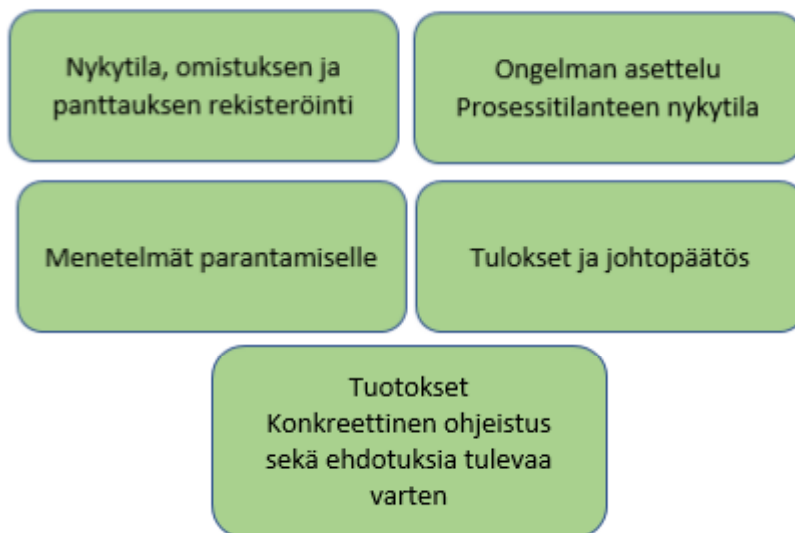 Nykytila, omistuksen ja
panttauksen rekisteröinti
Ongelman asettelu
Prosessitilanteen nykytila
Menetelmät parantamiselle
Tulokset ja johtopäätös
Tuotokset
Konkreettinen ohjeistus
sekä ehdotuksia tulevaa
varten